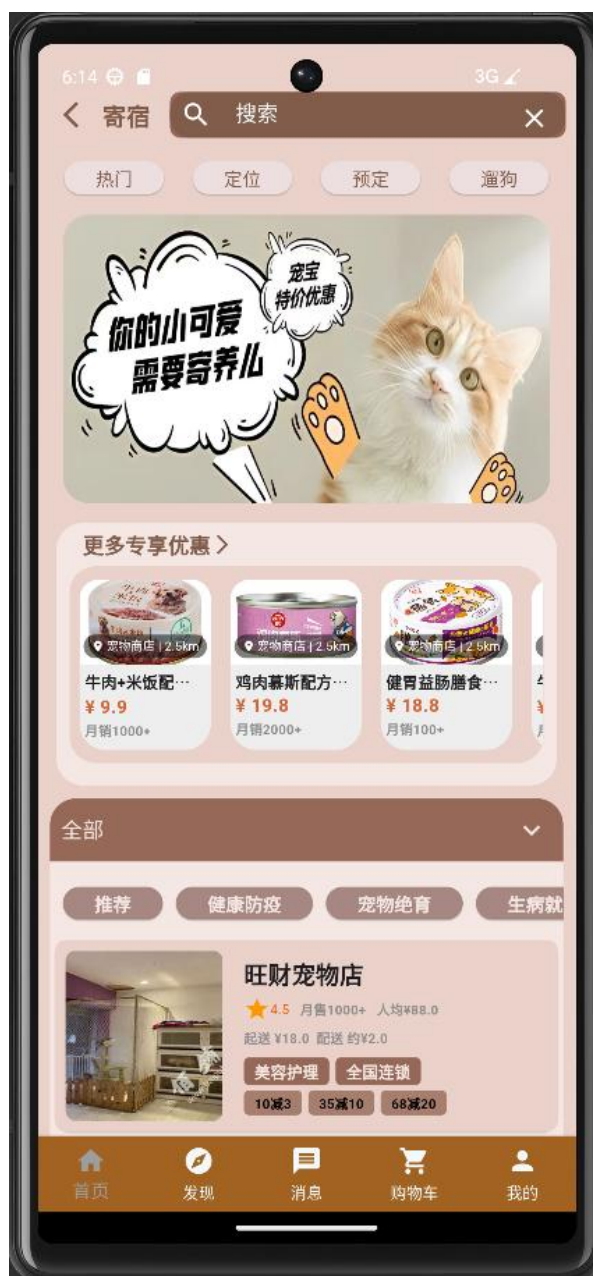 6:14 3G
寄宿 搜索
热门 定位 预定 遛狗
宠宝
特价优惠
你的小可爱
需要寄养么
更多专享优惠
宠物商店 | 2.5km 宠物商店 | 2.5km 宠物商店 | 2.5km
牛肉+米饭配… 鸡肉慕斯配方… 健胃益肠膳食…
¥ 9.9 ¥ 19.8 ¥ 18.8
月销1000+ 月销2000+ 月销100+
全部
推荐 健康防疫 宠物绝育 生病就
旺财宠物店
4.5 月售1000+ 人均¥88.0
起送 ¥18.0 配送 约¥2.0
美容护理 全国连锁
10减3 35减10 68减20
首页 发现 消息 购物车 我的